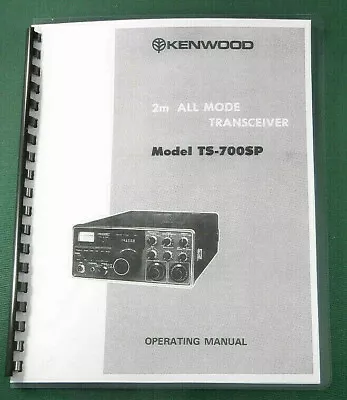 KENWOOD
2m ALL MODE
TRANSCEIVER
Model TS-700SP
OPERATING MANUAL